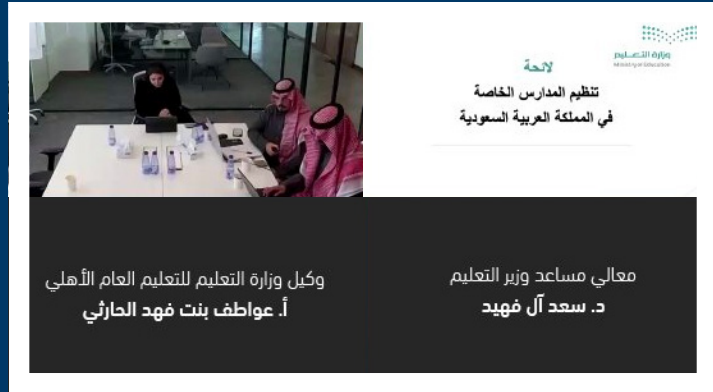 وزارة التعليم
Ministry of Education
لائحة
تنظيم المدارس الخاصة
في المملكة العربية السعودية
معالي مساعد وزير التعليم
د. سعد آل فهيد
وكيل وزارة التعليم للتعليم العام الأهلي
أ. عواطف بنت فهد الحارثي